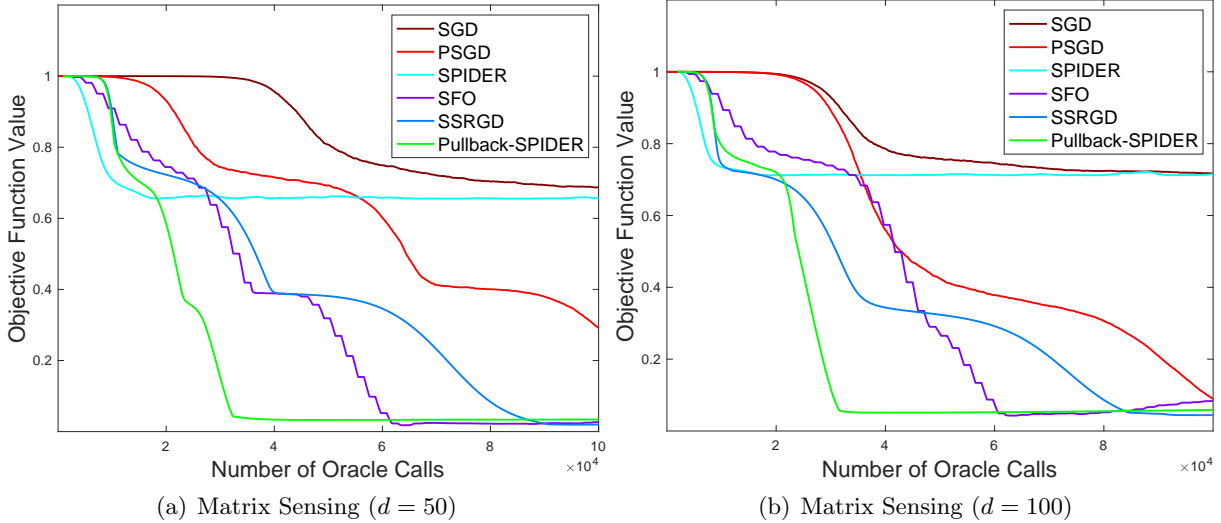 SGD
PSGD
SPIDER
SFO
SSRGD
Pullback-SPIDER
Objective Function Value
1
0.8
0.6
0.4
0.2
2
4
6
8
10
×10⁴
Number of Oracle Calls
(a) Matrix Sensing (d = 50)
SGD
PSGD
SPIDER
SFO
SSRGD
Pullback-SPIDER
Objective Function Value
1
0.8
0.6
0.4
0.2
2
4
6
8
10
×10⁴
Number of Oracle Calls
(b) Matrix Sensing (d = 100)